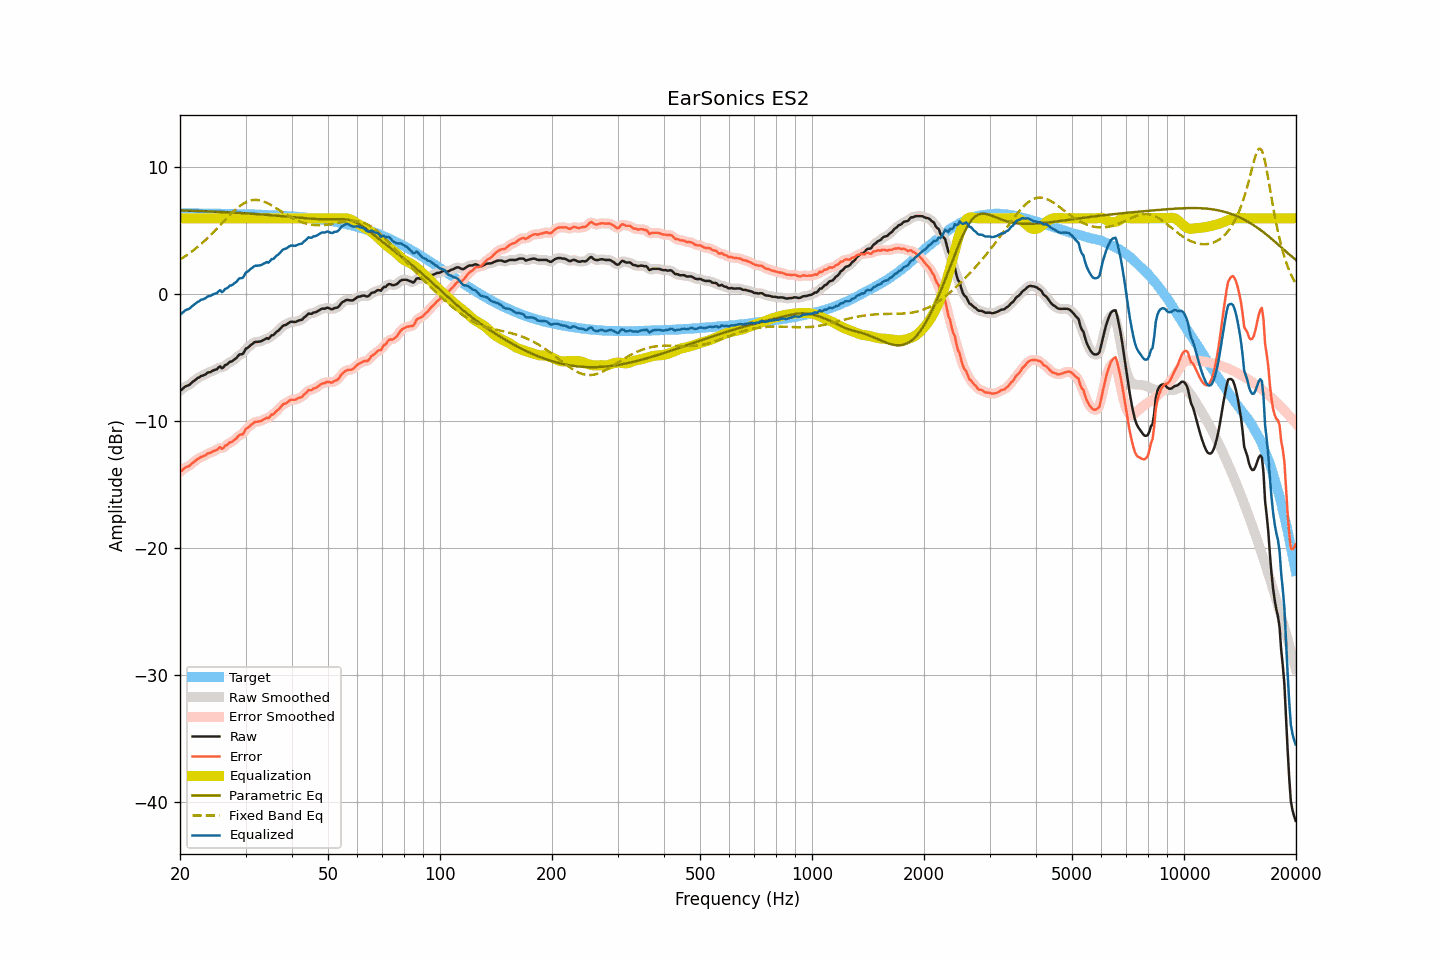 EarSonics ES2
Amplitude (dBr)
10
0
−10
−20
−30
−40
Target
Raw Smoothed
Error Smoothed
Raw
Error
Equalization
Parametric Eq
Fixed Band Eq
Equalized
20 50 100 200 500 1000 2000 5000 10000 20000
Frequency (Hz)